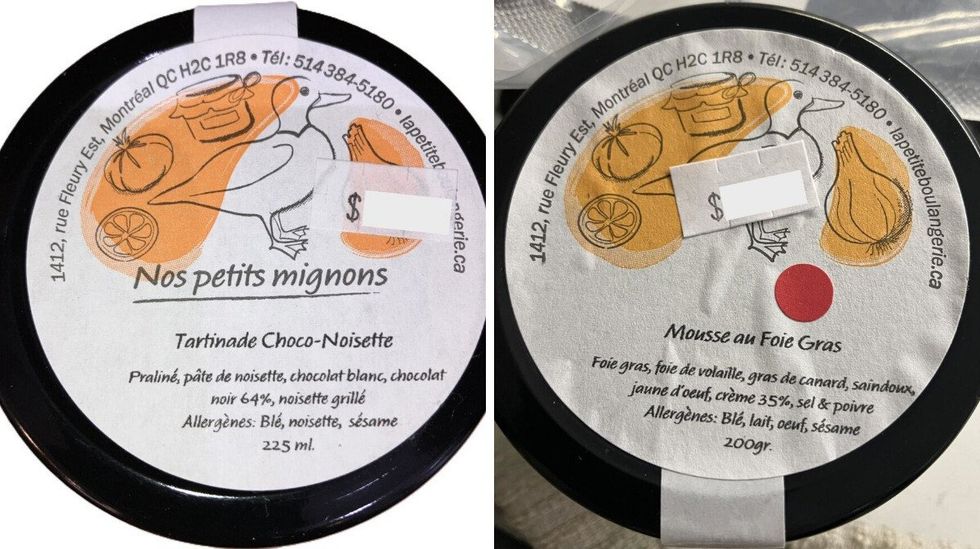 1412, rue Fleury Est, Montréal QC H2C 1R8 • Tél: 514 384-5180 • lapetiteboulangerie.ca
$
Nos petits mignons
Tartinade Choco-Noisette
Praliné, pâte de noisette, chocolat blanc, chocolat
noir 64%, noisette grillé
Allergènes: Blé, noisette, sésame
225 ml.
1412, rue Fleury Est, Montréal QC H2C 1R8 • Tél: 514 384-5180 • lapetiteboulangerie.ca
$
Mousse au Foie Gras
Foie gras, foie de volaille, gras de canard, saindoux,
jaune d'oeuf, crème 35%, sel & poivre
Allergènes: Blé, lait, oeuf, sésame
200gr.